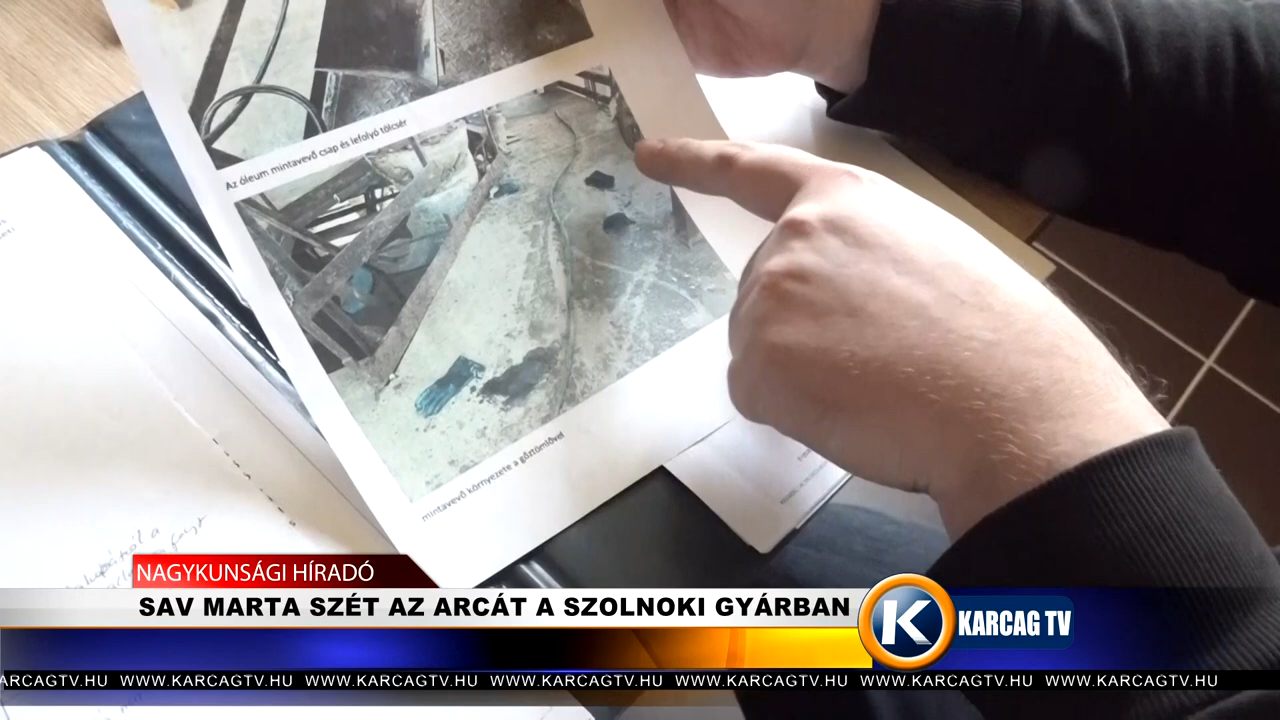 Az óleum mintavevő csap és lefolyó tölcsér
mintavevő környezete a gőztömlővel
NAGYKUNSÁGI HÍRADÓ
SAV MARTA SZÉT AZ ARCÁT A SZOLNOKI GYÁRBAN
K KARCAG TV
ARCAGTV.HU WWW.KARCAGTV.HU WWW.KARCAGTV.HU WWW.KARCAGTV.HU WWW.KARCAGTV.HU WWW.KARCAGTV.HU WWW.KARCAGTV.HU